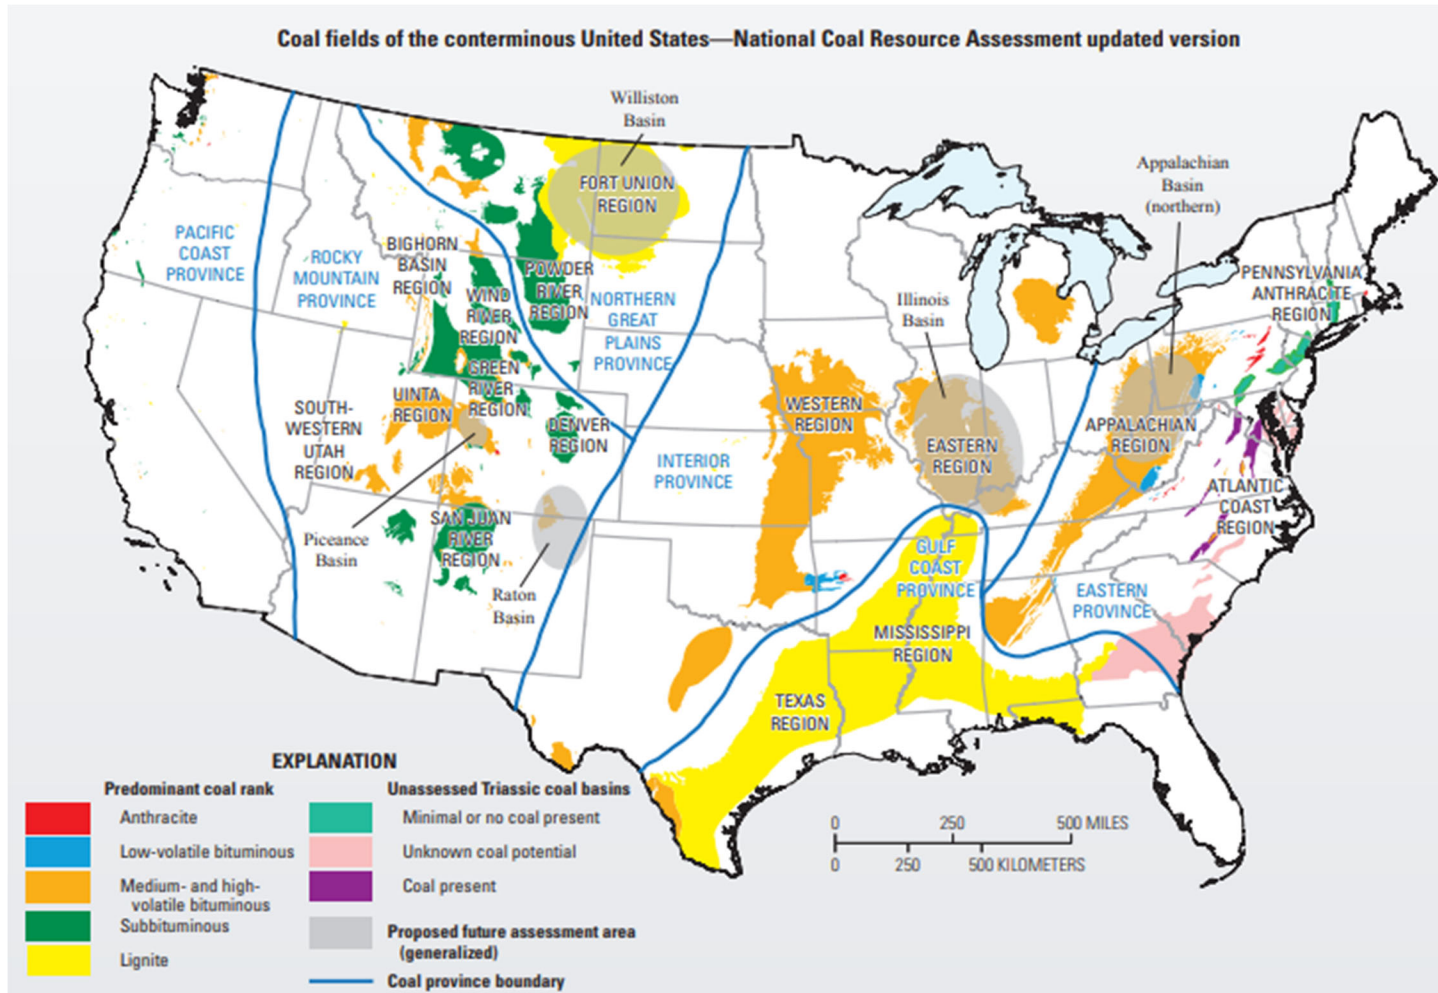 Coal fields of the conterminous United States—National Coal Resource Assessment updated version
Williston
Basin
FORT UNION
REGION
Appalachian
Basin
(northern)
PACIFIC
COAST
PROVINCE
ROCKY
MOUNTAIN
PROVINCE
BIGHORN
BASIN
REGION
WIND
RIVER
REGION
POWDER
RIVER
REGION
NORTHERN
GREAT
PLAINS
PROVINCE
Illinois
Basin
PENNSYLVANIA
ANTHRACITE
REGION
GREEN
RIVER
REGION
UINTA
REGION
SOUTH-
WESTERN
UTAH
REGION
DENVER
REGION
WESTERN
REGION
EASTERN
REGION
APPALACHIAN
REGION
INTERIOR
PROVINCE
ATLANTIC
COAST
REGION
SAN JUAN
RIVER
REGION
Piceance
Basin
Raton
Basin
GULF
COAST
PROVINCE
EASTERN
PROVINCE
MISSISSIPPI
REGION
TEXAS
REGION
EXPLANATION
Predominant coal rank
Anthracite
Low-volatile bituminous
Medium- and high-
volatile bituminous
Subbituminous
Lignite
Unassessed Triassic coal basins
Minimal or no coal present
Unknown coal potential
Coal present
Proposed future assessment area
(generalized)
Coal province boundary
0 250 500 MILES
0 250 500 KILOMETERS